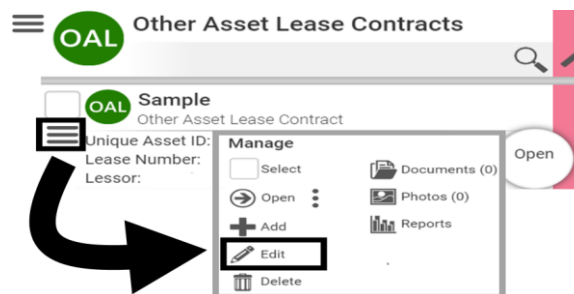 OAL Other Asset Lease Contracts
OAL Sample
Other Asset Lease Contract
Unique Asset ID:
Lease Number:
Lessor:
Open
Manage
Select
Documents (0)
Open
Photos (0)
Add
Reports
Edit
Delete